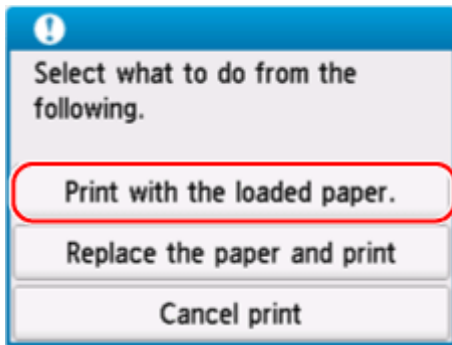 Select what to do from the
following.
Print with the loaded paper.
Replace the paper and print
Cancel print